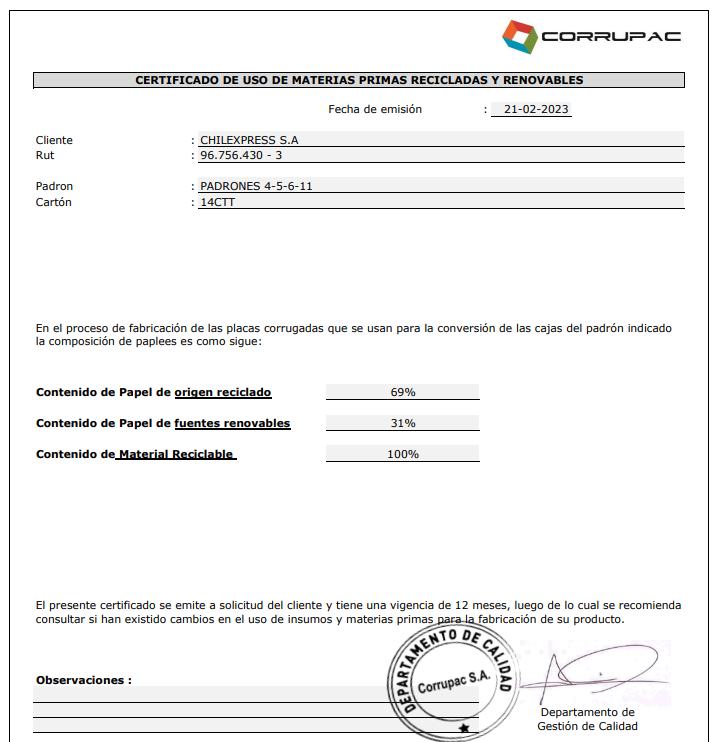 CORRUPAC
CERTIFICADO DE USO DE MATERIAS PRIMAS RECICLADAS Y RENOVABLES
Fecha de emisión : 21-02-2023
Cliente : CHILEXPRESS S.A
Rut : 96.756.430 - 3
Padron : PADRONES 4-5-6-11
Cartón : 14CTT
En el proceso de fabricación de las placas corrugadas que se usan para la conversión de las cajas del padrón indicado
la composición de paplees es como sigue:
Contenido de Papel de origen reciclado 69%
Contenido de Papel de fuentes renovables 31%
Contenido de Material Reciclable 100%
El presente certificado se emite a solicitud del cliente y tiene una vigencia de 12 meses, luego de lo cual se recomienda
consultar si han existido cambios en el uso de insumos y materias primas para la fabricación de su producto.
Observaciones :
DEPARTAMENTO DE CALIDAD
Corrupac S.A.
Departamento de
Gestión de Calidad